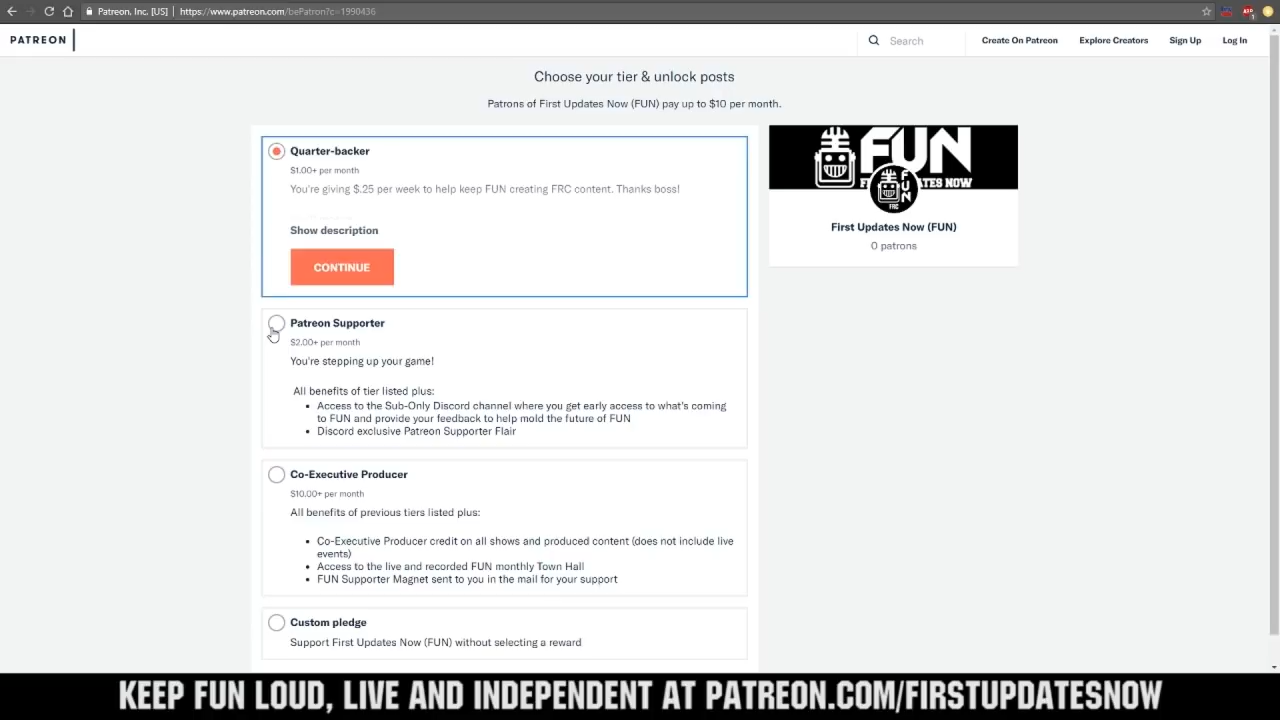 Patreon, Inc. [US] | https://www.patreon.com/bePatron?c=1990436
PATREON
Search
Create On Patreon
Explore Creators
Sign Up
Log In
Choose your tier & unlock posts
Patrons of First Updates Now (FUN) pay up to $10 per month.
Quarter-backer
$1.00+ per month
You're giving $.25 per week to help keep FUN creating FRC content. Thanks boss!
Show description
CONTINUE
FUN
FUN
FRC
First Updates Now (FUN)
0 patrons
Patreon Supporter
$2.00+ per month
You're stepping up your game!
All benefits of tier listed plus:
• Access to the Sub-Only Discord channel where you get early access to what's coming
to FUN and provide your feedback to help mold the future of FUN
• Discord exclusive Patreon Supporter Flair
Co-Executive Producer
$10.00+ per month
All benefits of previous tiers listed plus:
• Co-Executive Producer credit on all shows and produced content (does not include live
events)
• Access to the live and recorded FUN monthly Town Hall
• FUN Supporter Magnet sent to you in the mail for your support
Custom pledge
Support First Updates Now (FUN) without selecting a reward
KEEP FUN LOUD, LIVE AND INDEPENDENT AT PATREON.COM/FIRSTUPDATESNOW